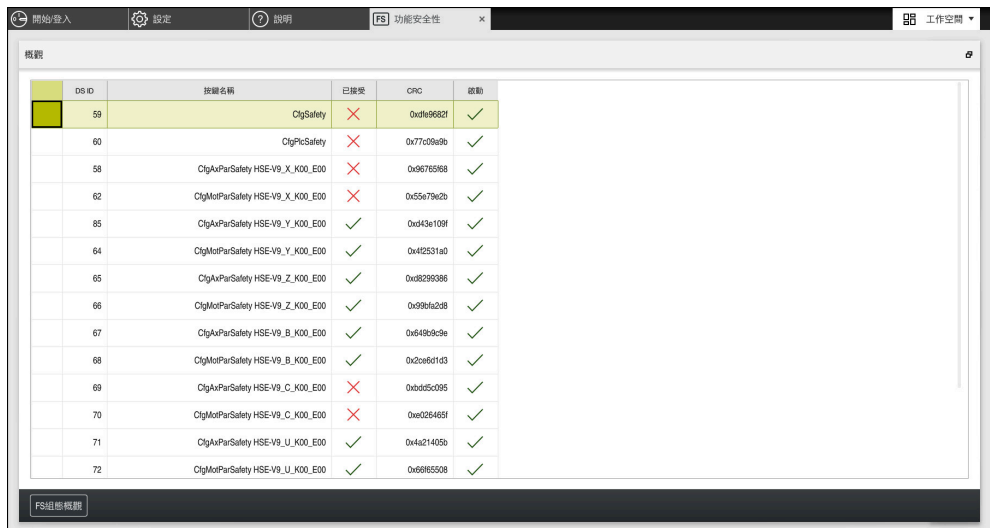 開始/登入 設定 ? 說明 FS 功能安全性 × 工作空間
概觀
DS ID 按鍵名稱 已接受 CRC 啟動
59 CfgSafety 0xdfe9682f
60 CfgPlcSafety 0x77c09a9b
58 CfgAxParSafety HSE-V9_X_K00_E00 0x96765f68
62 CfgMotParSafety HSE-V9_X_K00_E00 0x55e79e2b
85 CfgAxParSafety HSE-V9_Y_K00_E00 0xd43e109f
64 CfgMotParSafety HSE-V9_Y_K00_E00 0x4f2531a0
65 CfgAxParSafety HSE-V9_Z_K00_E00 0xd8299386
66 CfgMotParSafety HSE-V9_Z_K00_E00 0x99bfa2d8
67 CfgAxParSafety HSE-V9_B_K00_E00 0x649b9c9e
68 CfgMotParSafety HSE-V9_B_K00_E00 0x2ce6d1d3
69 CfgAxParSafety HSE-V9_C_K00_E00 0xbdd5c095
70 CfgMotParSafety HSE-V9_C_K00_E00 0xe026465f
71 CfgAxParSafety HSE-V9_U_K00_E00 0x4a21405b
72 CfgMotParSafety HSE-V9_U_K00_E00 0x66f65508
FS組態概觀